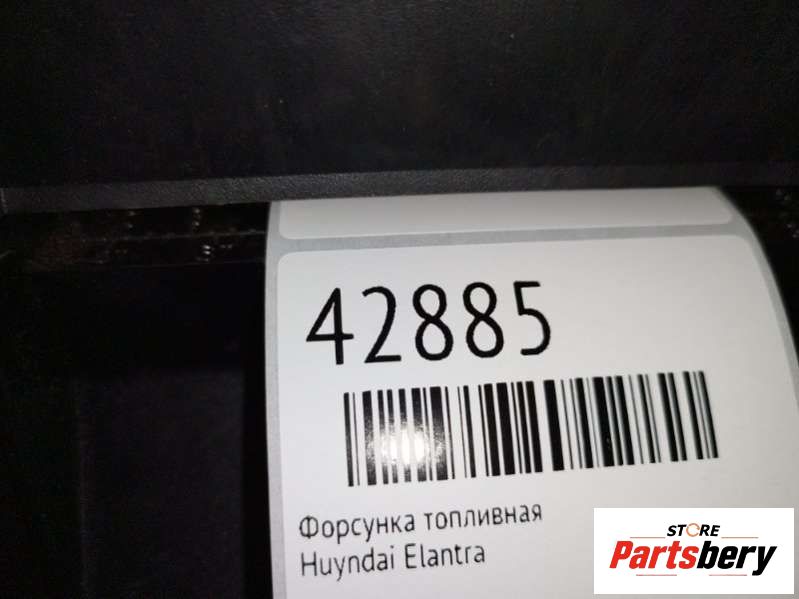 42885
Форсунка топливная
Huyndai Elantra
STORE
Partsbery